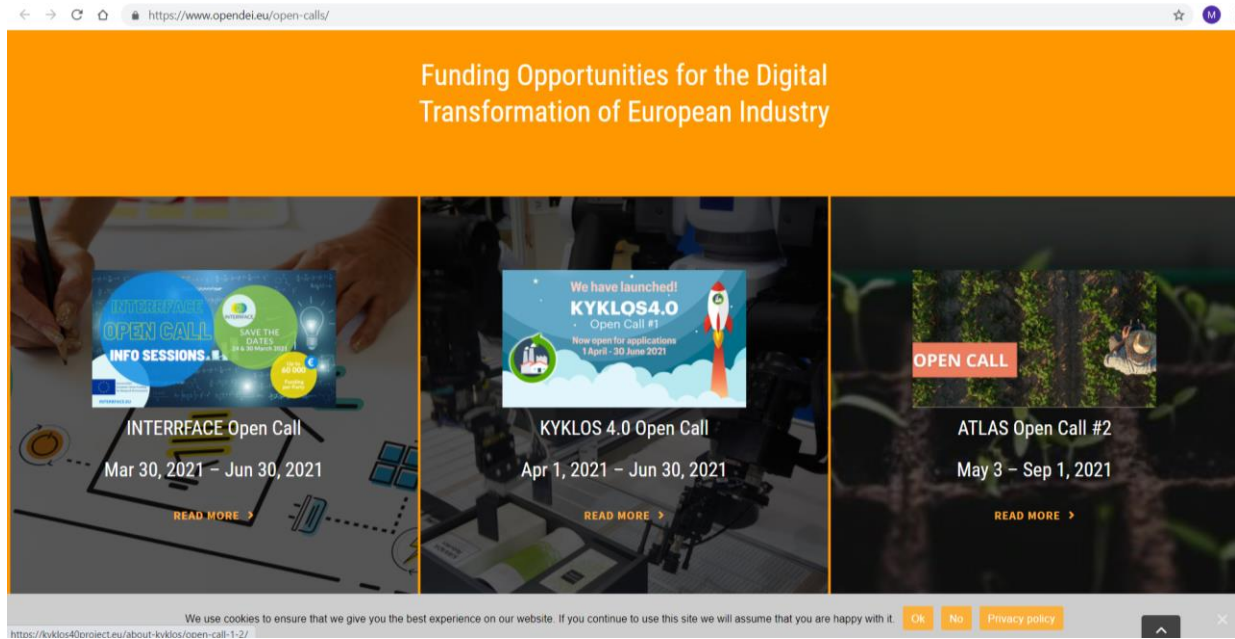 https://www.opendei.eu/open-calls/
M
Funding Opportunities for the Digital
Transformation of European Industry
INTERRFACE
OPEN CALL
INFO SESSIONS
INTERRFACE
SAVE THE
DATES
60 000
INTERRFACE.EU
INTERRFACE Open Call
Mar 30, 2021 – Jun 30, 2021
READ MORE >
We have launched!
KYKLOS4.0
Open Call #1
Now open for applications
1 April - 30 June 2021
KYKLOS 4.0 Open Call
Apr 1, 2021 – Jun 30, 2021
READ MORE >
OPEN CALL
ATLAS Open Call #2
May 3 – Sep 1, 2021
READ MORE >
We use cookies to ensure that we give you the best experience on our website. If you continue to use this site we will assume that you are happy with it. Ok No Privacy policy
https://kyklos40project.eu/about-kyklos/open-call-1-2/